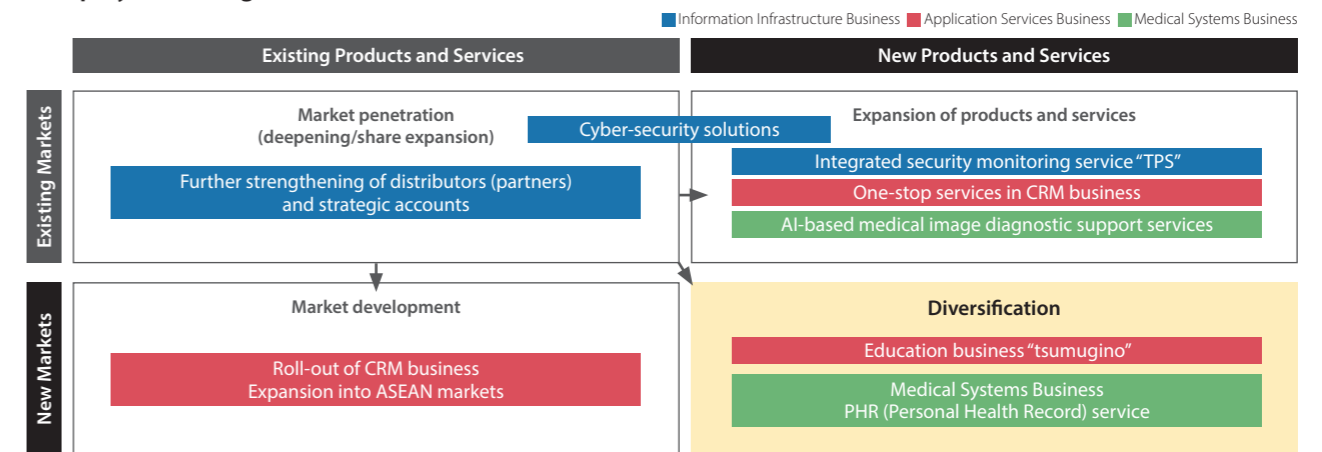 Information Infrastructure Business Application Services Business Medical Systems Business
Existing Products and Services
New Products and Services
Existing Markets
Market penetration
(deepening/share expansion)
Cyber-security solutions
Further strengthening of distributors (partners)
and strategic accounts
Expansion of products and services
Integrated security monitoring service “TPS”
One-stop services in CRM business
AI-based medical image diagnostic support services
New Markets
Market development
Roll-out of CRM business
Expansion into ASEAN markets
Diversification
Education business “tsumugino”
Medical Systems Business
PHR (Personal Health Record) service